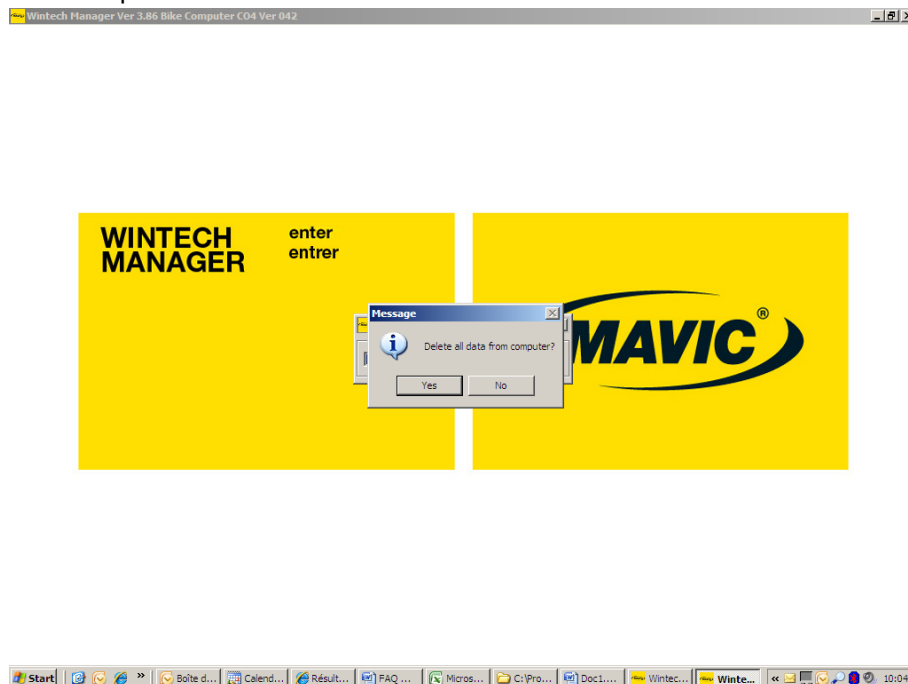 Wintech Manager Ver 3.86 Bike Computer CO4 Ver 042
WINTECH
MANAGER
enter
entrer
MAVIC®
Message
Delete all data from computer?
Yes
No
Start
Boîte d...
Calend...
Résult...
FAQ ...
Micros...
C:\Pro...
Doc1....
Wintec...
Winte...
10:04